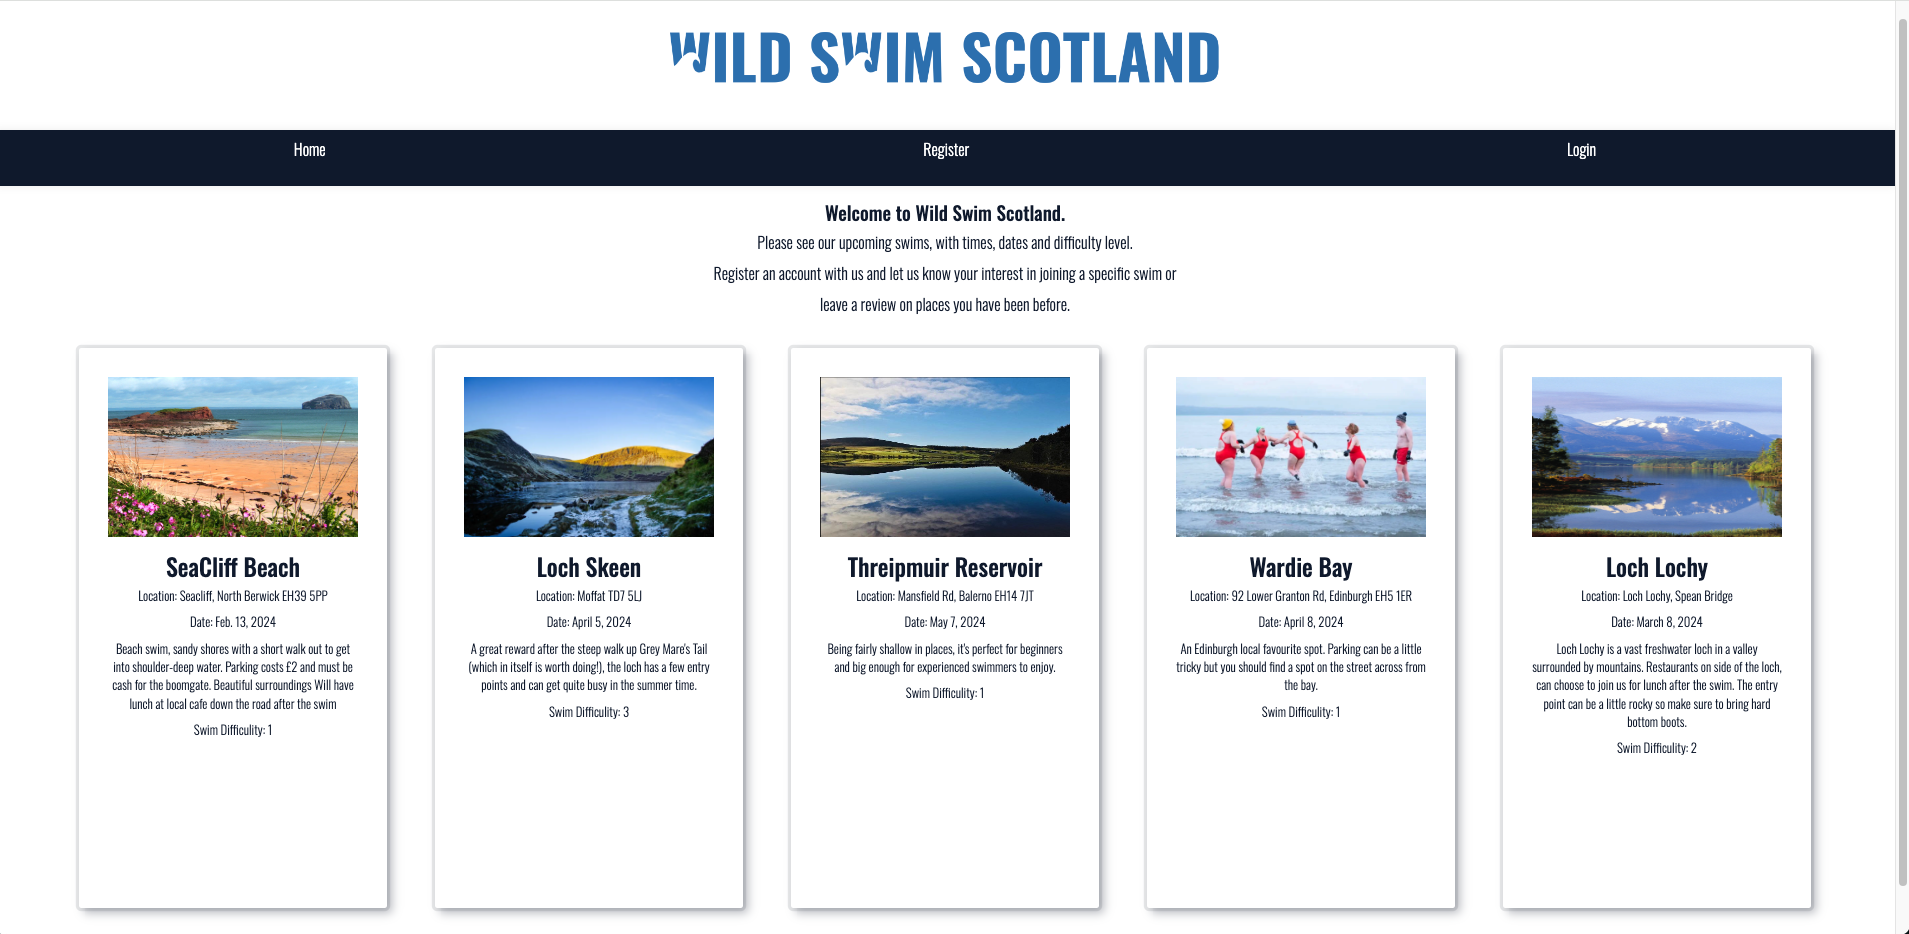 WILD SWIM SCOTLAND
Home
Register
Login
Welcome to Wild Swim Scotland.
Please see our upcoming swims, with times, dates and difficulty level.
Register an account with us and let us know your interest in joining a specific swim or
leave a review on places you have been before.
SeaCliff Beach
Location: Seacliff, North Berwick EH39 5PP
Date: Feb. 13, 2024
Beach swim, sandy shores with a short walk out to get
into shoulder-deep water. Parking costs £2 and must be
cash for the boomgate. Beautiful surroundings Will have
lunch at local cafe down the road after the swim
Swim Difficulity: 1
Loch Skeen
Location: Moffat TD7 5LJ
Date: April 5, 2024
A great reward after the steep walk up Grey Mare's Tail
(which in itself is worth doing!), the loch has a few entry
points and can get quite busy in the summer time.
Swim Difficulity: 3
Threipmuir Reservoir
Location: Mansfield Rd, Balerno EH14 7JT
Date: May 7, 2024
Being fairly shallow in places, it's perfect for beginners
and big enough for experienced swimmers to enjoy.
Swim Difficulity: 1
Wardie Bay
Location: 92 Lower Granton Rd, Edinburgh EH5 1ER
Date: April 8, 2024
An Edinburgh local favourite spot. Parking can be a little
tricky but you should find a spot on the street across from
the bay.
Swim Difficulity: 1
Loch Lochy
Location: Loch Lochy, Spean Bridge
Date: March 8, 2024
Loch Lochy is a vast freshwater loch in a valley
surrounded by mountains. Restaurants on side of the loch,
can choose to join us for lunch after the swim. The entry
point can be a little rocky so make sure to bring hard
bottom boots.
Swim Difficulity: 2